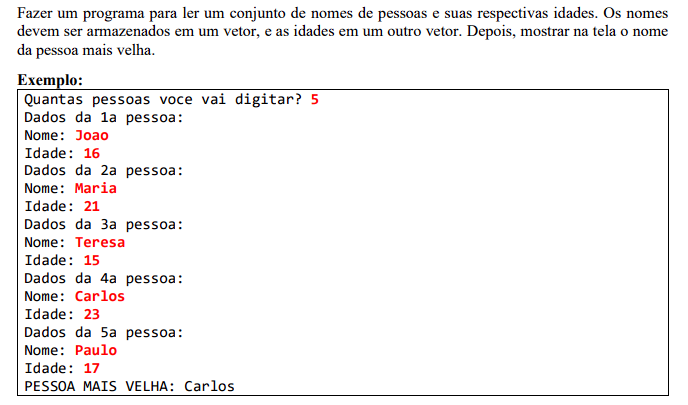 Fazer um programa para ler um conjunto de nomes de pessoas e suas respectivas idades. Os nomes
devem ser armazenados em um vetor, e as idades em um outro vetor. Depois, mostrar na tela o nome
da pessoa mais velha.
Exemplo:
Quantas pessoas voce vai digitar? 5
Dados da 1a pessoa:
Nome: Joao
Idade: 16
Dados da 2a pessoa:
Nome: Maria
Idade: 21
Dados da 3a pessoa:
Nome: Teresa
Idade: 15
Dados da 4a pessoa:
Nome: Carlos
Idade: 23
Dados da 5a pessoa:
Nome: Paulo
Idade: 17
PESSOA MAIS VELHA: Carlos